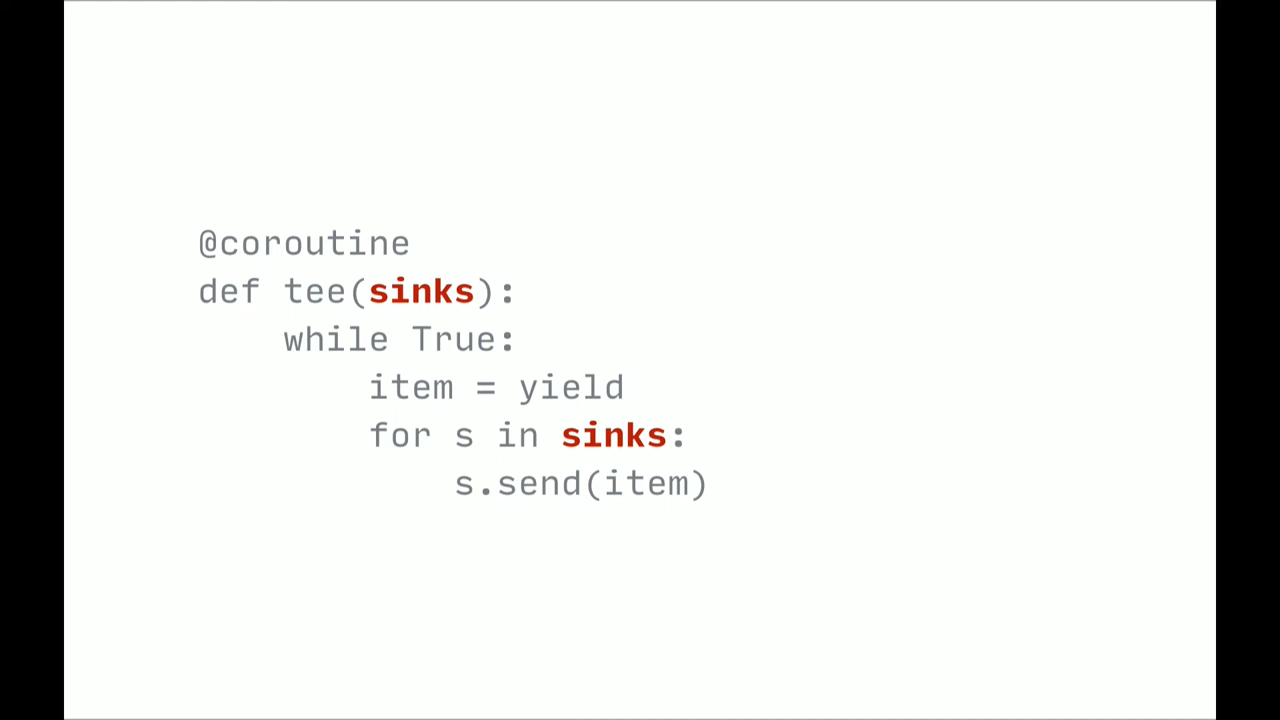 @coroutine
def tee(sinks):
    while True:
        item = yield
        for s in sinks:
            s.send(item)